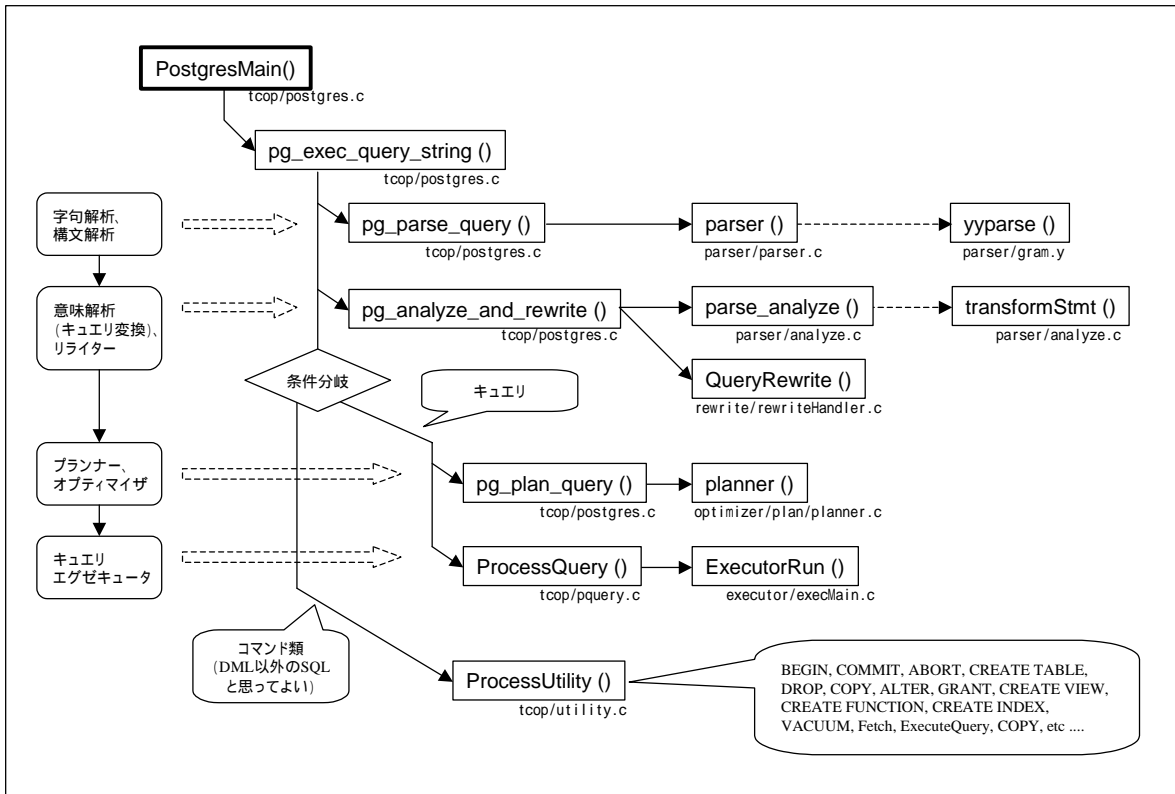 PostgresMain()
tcop/postgres.c
pg_exec_query_string ()
tcop/postgres.c
字句解析、
構文解析
pg_parse_query ()
tcop/postgres.c
parser ()
parser/parser.c
yyparse ()
parser/gram.y
意味解析
(キュエリ変換)、
リライター
pg_analyze_and_rewrite ()
tcop/postgres.c
parse_analyze ()
parser/analyze.c
transformStmt ()
parser/analyze.c
QueryRewrite ()
rewrite/rewriteHandler.c
条件分岐
キュエリ
プランナー、
オプティマイザ
pg_plan_query ()
tcop/postgres.c
planner ()
optimizer/plan/planner.c
キュエリ
エグゼキュータ
ProcessQuery ()
tcop/pquery.c
ExecutorRun ()
executor/execMain.c
コマンド類
(DML以外のSQL
と思ってよい)
ProcessUtility ()
tcop/utility.c
BEGIN, COMMIT, ABORT, CREATE TABLE,
DROP, COPY, ALTER, GRANT, CREATE VIEW,
CREATE FUNCTION, CREATE INDEX,
VACUUM, Fetch, ExecuteQuery, COPY, etc ....